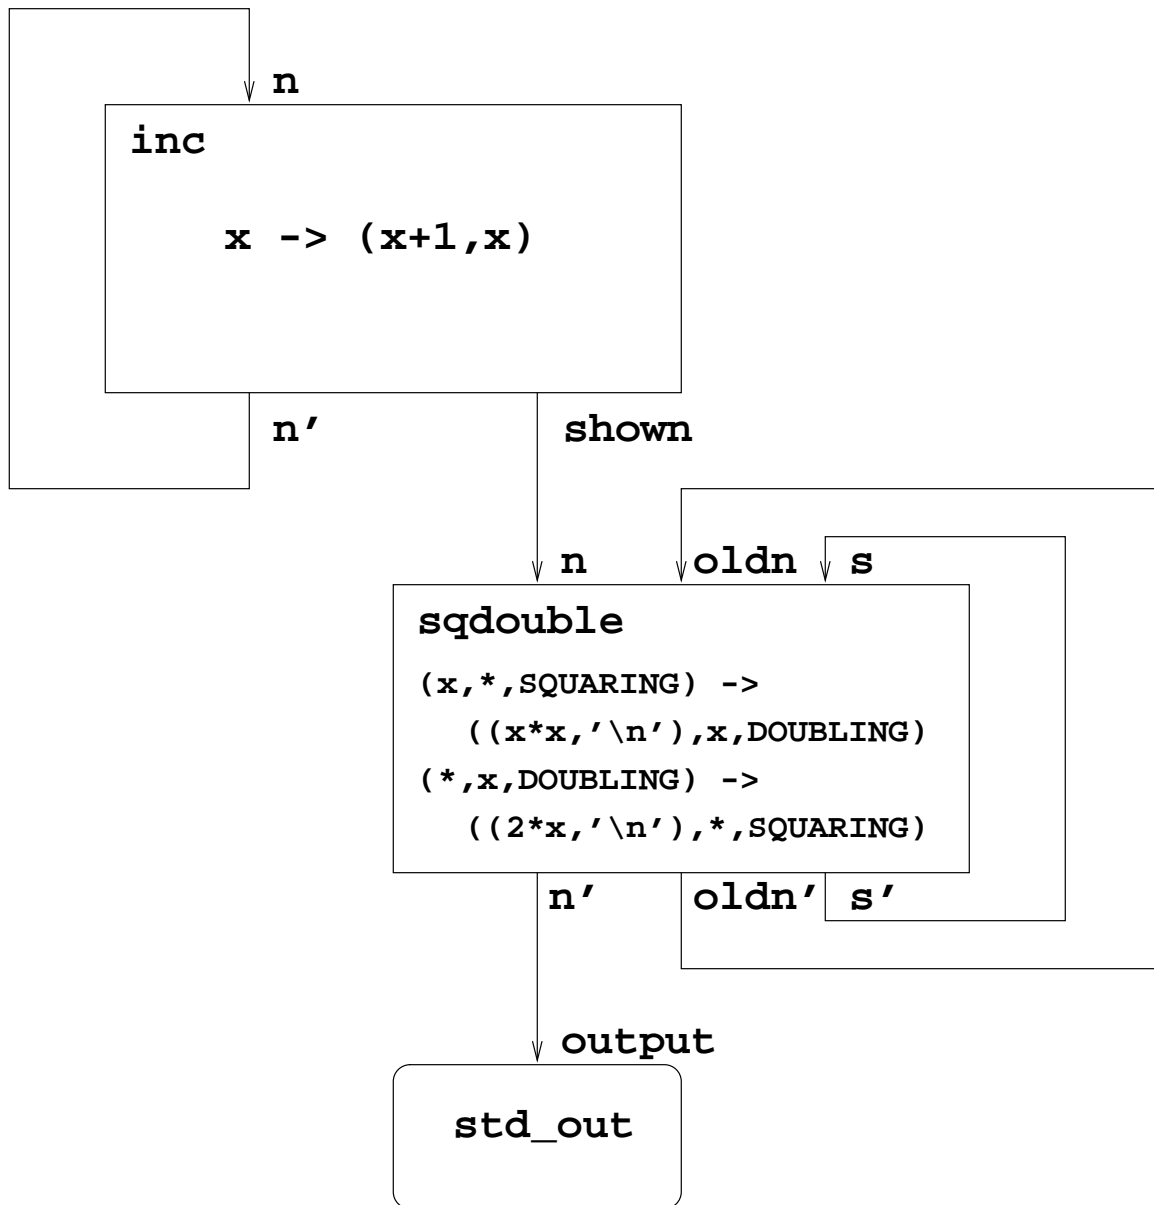 n
inc
x -> (x+1,x)
n’ shown
n oldn s
sqdouble
(x,*,SQUARING) ->
((x*x,’\n’),x,DOUBLING)
(*,x,DOUBLING) ->
((2*x,’\n’),*,SQUARING)
n’ oldn’ s’
output
std_out